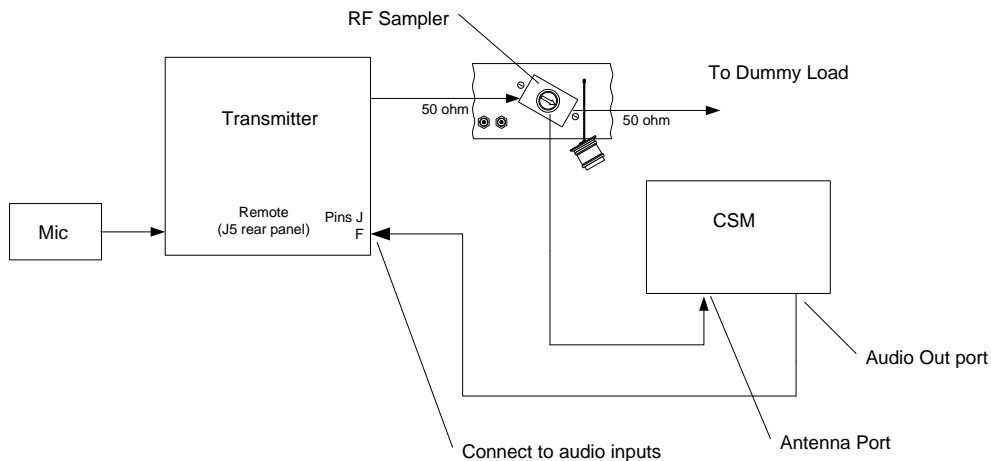 RF Sampler
To Dummy Load
50 ohm
50 ohm
Transmitter
Remote
(J5 rear panel)
Pins J
F
Mic
CSM
Audio Out port
Antenna Port
Connect to audio inputs